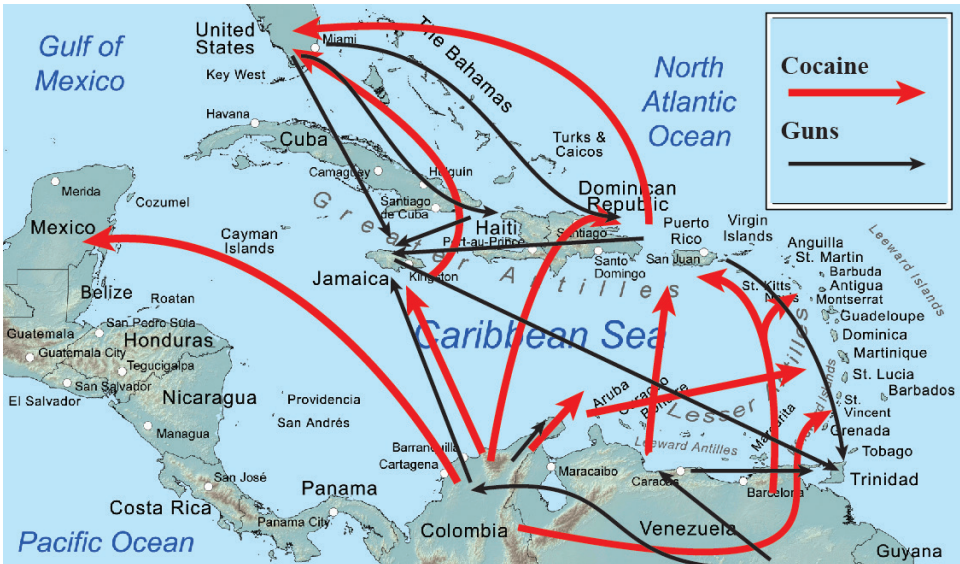 Gulf of
Mexico
United
States
Miami
Key West
The Bahamas
North
Atlantic
Ocean
Cocaine
Guns
Havana
Cuba
Camaguey
Holguin
Santiago
de Cuba
Turks &
Caicos
Merida
Cozumel
Mexico
Cayman
Islands
Greater Antilles
Haiti
Port-au-Prince
Dominican
Republic
Santiago
Santo
Domingo
Puerto
Rico
San Juan
Virgin
Islands
Jamaica
Kingston
Anguilla
St. Martin
Barbuda
Antigua
St. Kitts
Nevis
Montserrat
Guadeloupe
Dominica
Martinique
St. Lucia
Barbados
St.
Vincent
Grenada
Tobago
Trinidad
Leeward Islands
Belize
Roatan
San Pedro Sula
Guatemala
Honduras
Guatemala City
Tegucigalpa
San Salvador
El Salvador
Nicaragua
Managua
Providencia
San Andrés
Caribbean Sea
Aruba
Curacao
Bonaire
Lesser Antilles
Leeward Antilles
Margarita
Islands
Barranquilla
Cartagena
Maracaibo
Caracas
Barcelona
San José
Costa Rica
Panama
Panama City
Colombia
Venezuela
Guyana
Pacific Ocean